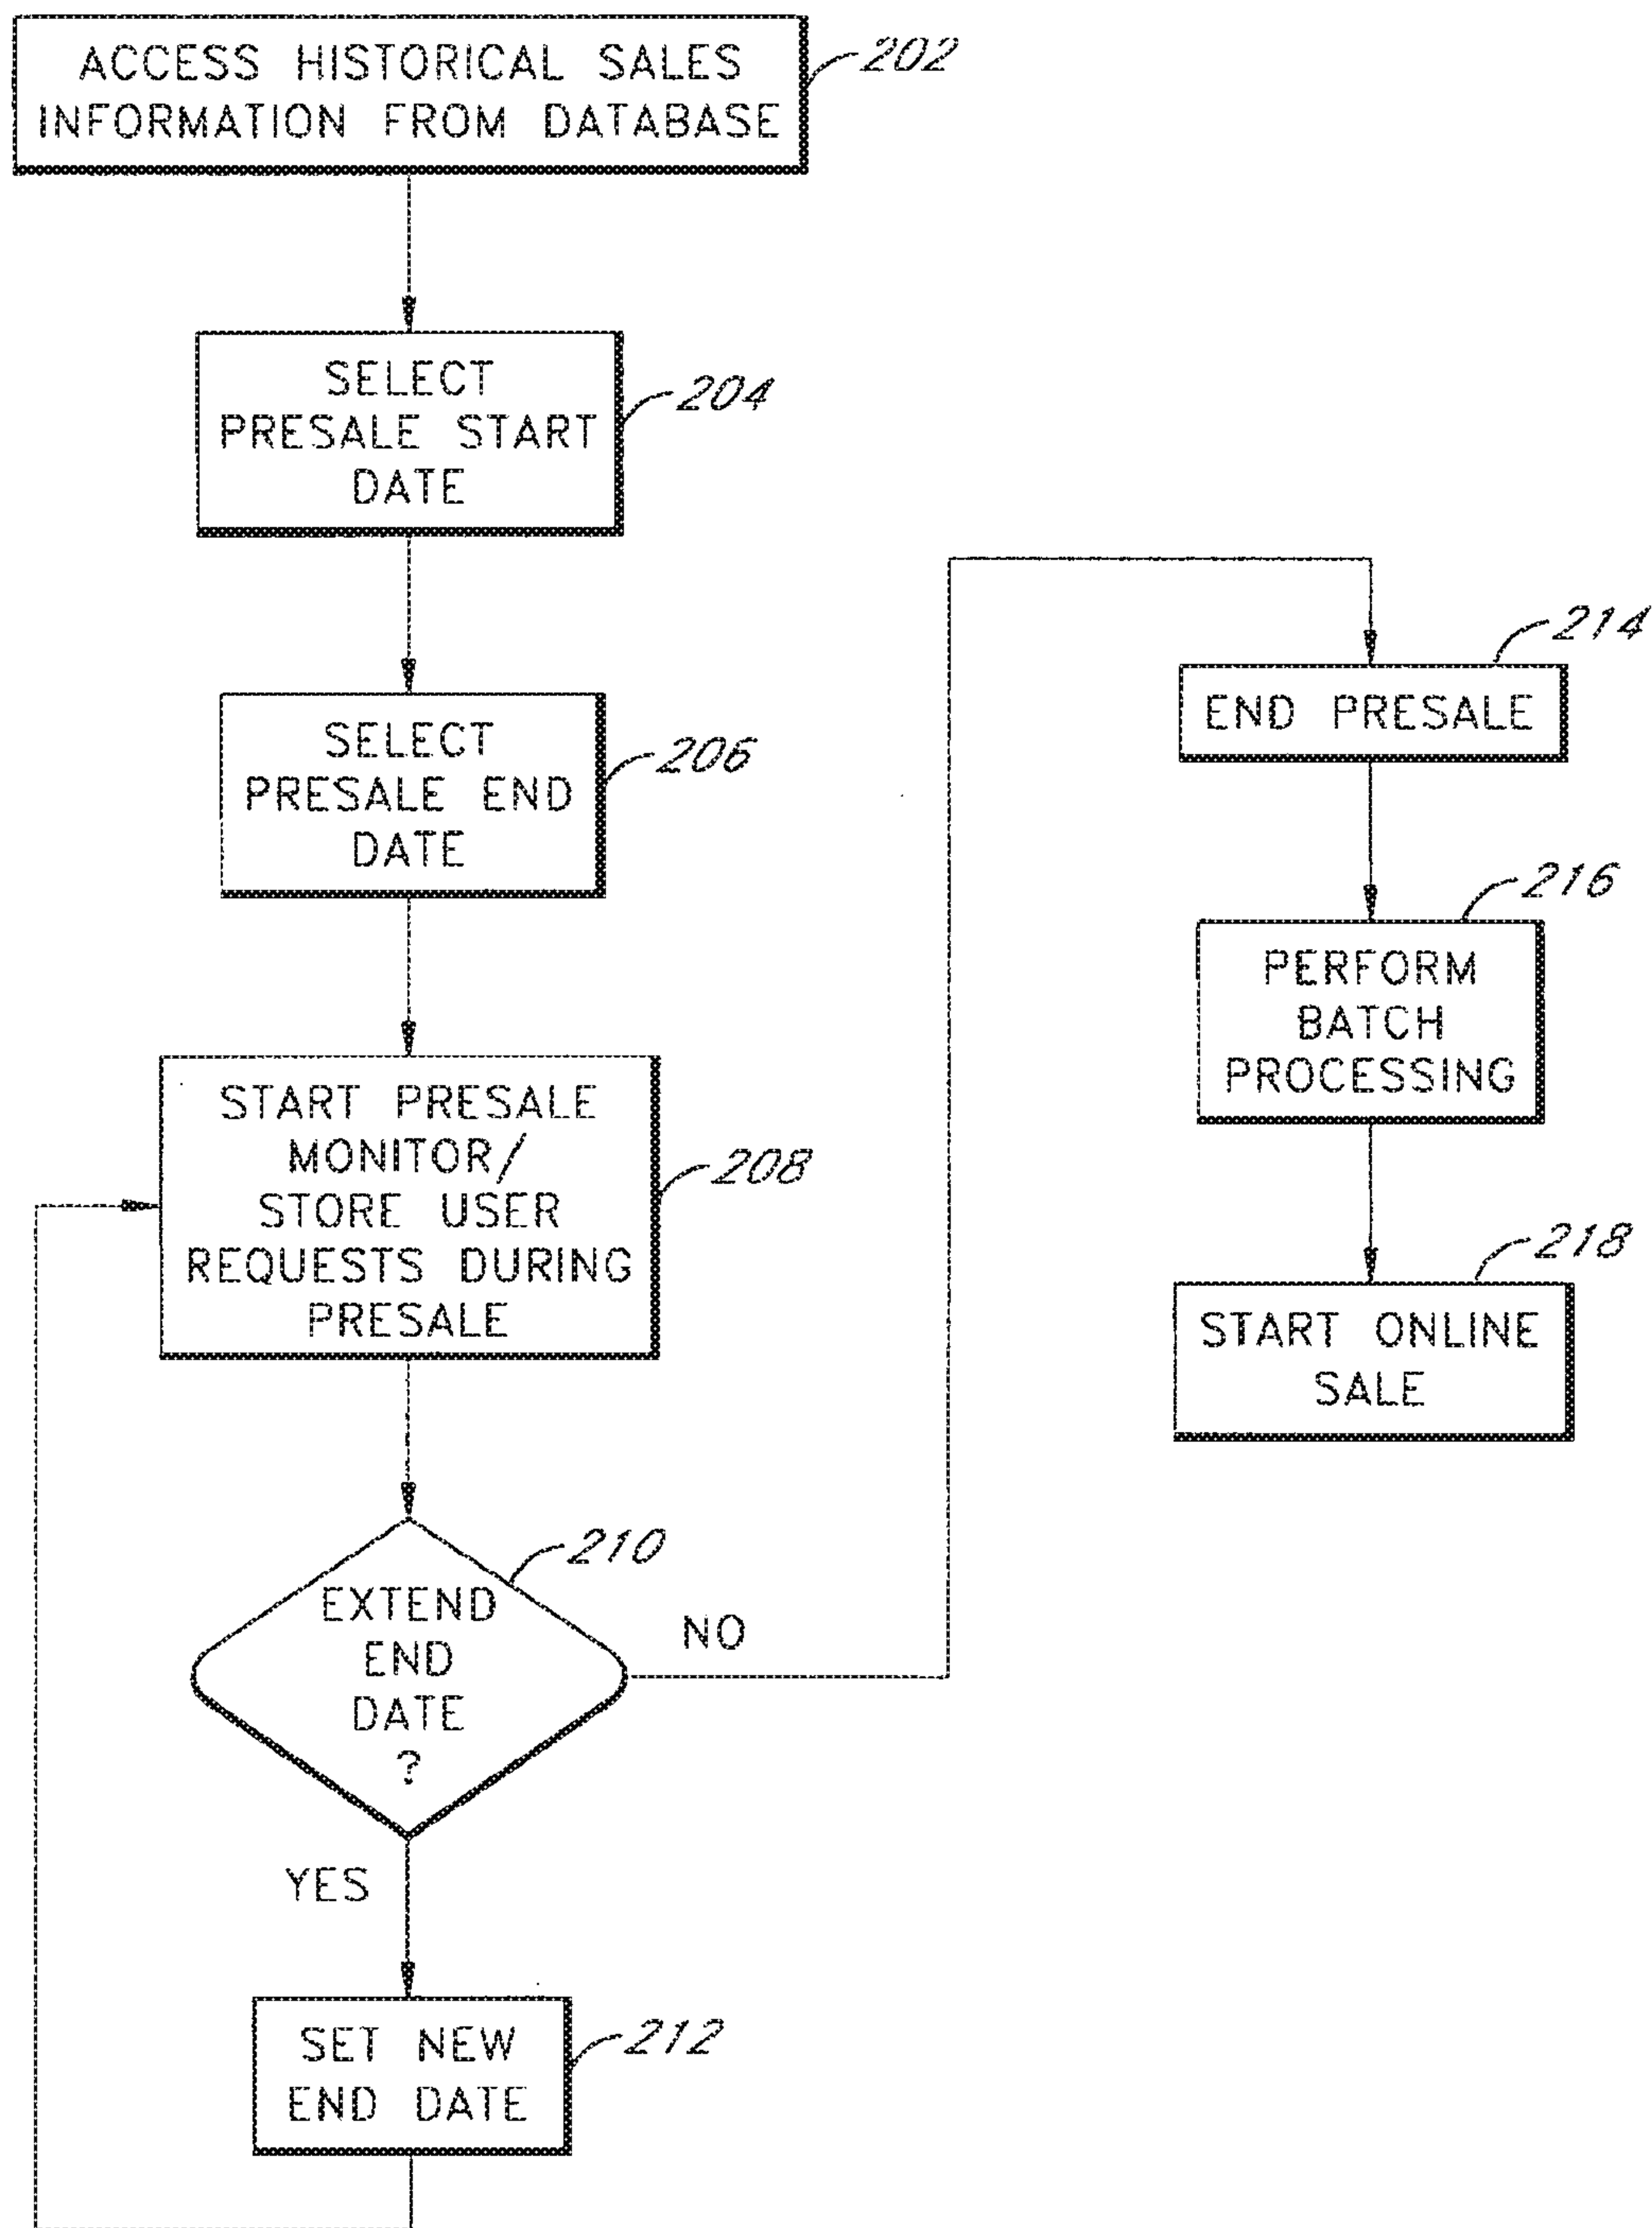 ACCESS HISTORICAL SALES
INFORMATION FROM DATABASE
202
SELECT
PRESALE START
DATE
204
SELECT
PRESALE END
DATE
206
START PRESALE
MONITOR/
STORE USER
REQUESTS DURING
PRESALE
208
EXTEND
END
DATE
?
210
NO
YES
SET NEW
END DATE
212
END PRESALE
214
PERFORM
BATCH
PROCESSING
216
START ONLINE
SALE
218